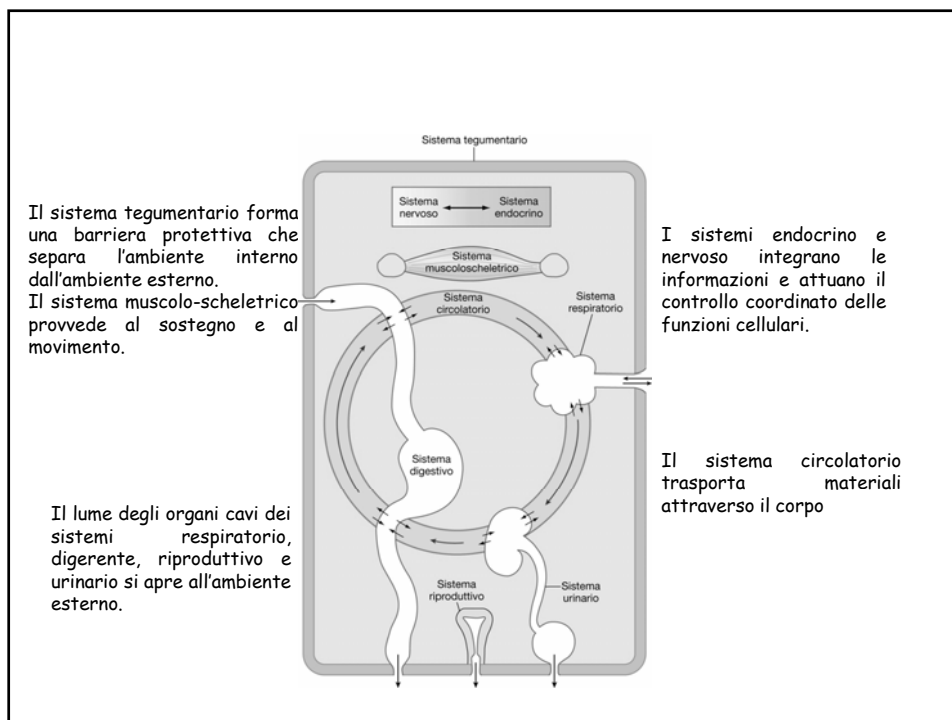 Sistema tegumentario
Il sistema tegumentario forma
una barriera protettiva che
separa l'ambiente interno
dall'ambiente esterno.
Il sistema muscolo-scheletrico
provvede al sostegno e al
movimento.
Sistema
nervoso
Sistema
endocrino
Sistema
muscoloscheletrico
Sistema
circolatorio
Sistema
respiratorio
I sistemi endocrino e
nervoso integrano le
informazioni e attuano il
controllo coordinato delle
funzioni cellulari.
Sistema
digestivo
Il sistema circolatorio
trasporta materiali
attraverso il corpo
Il lume degli organi cavi dei
sistemi respiratorio,
digerente, riproduttivo e
urinario si apre all'ambiente
esterno.
Sistema
riproduttivo
Sistema
urinario